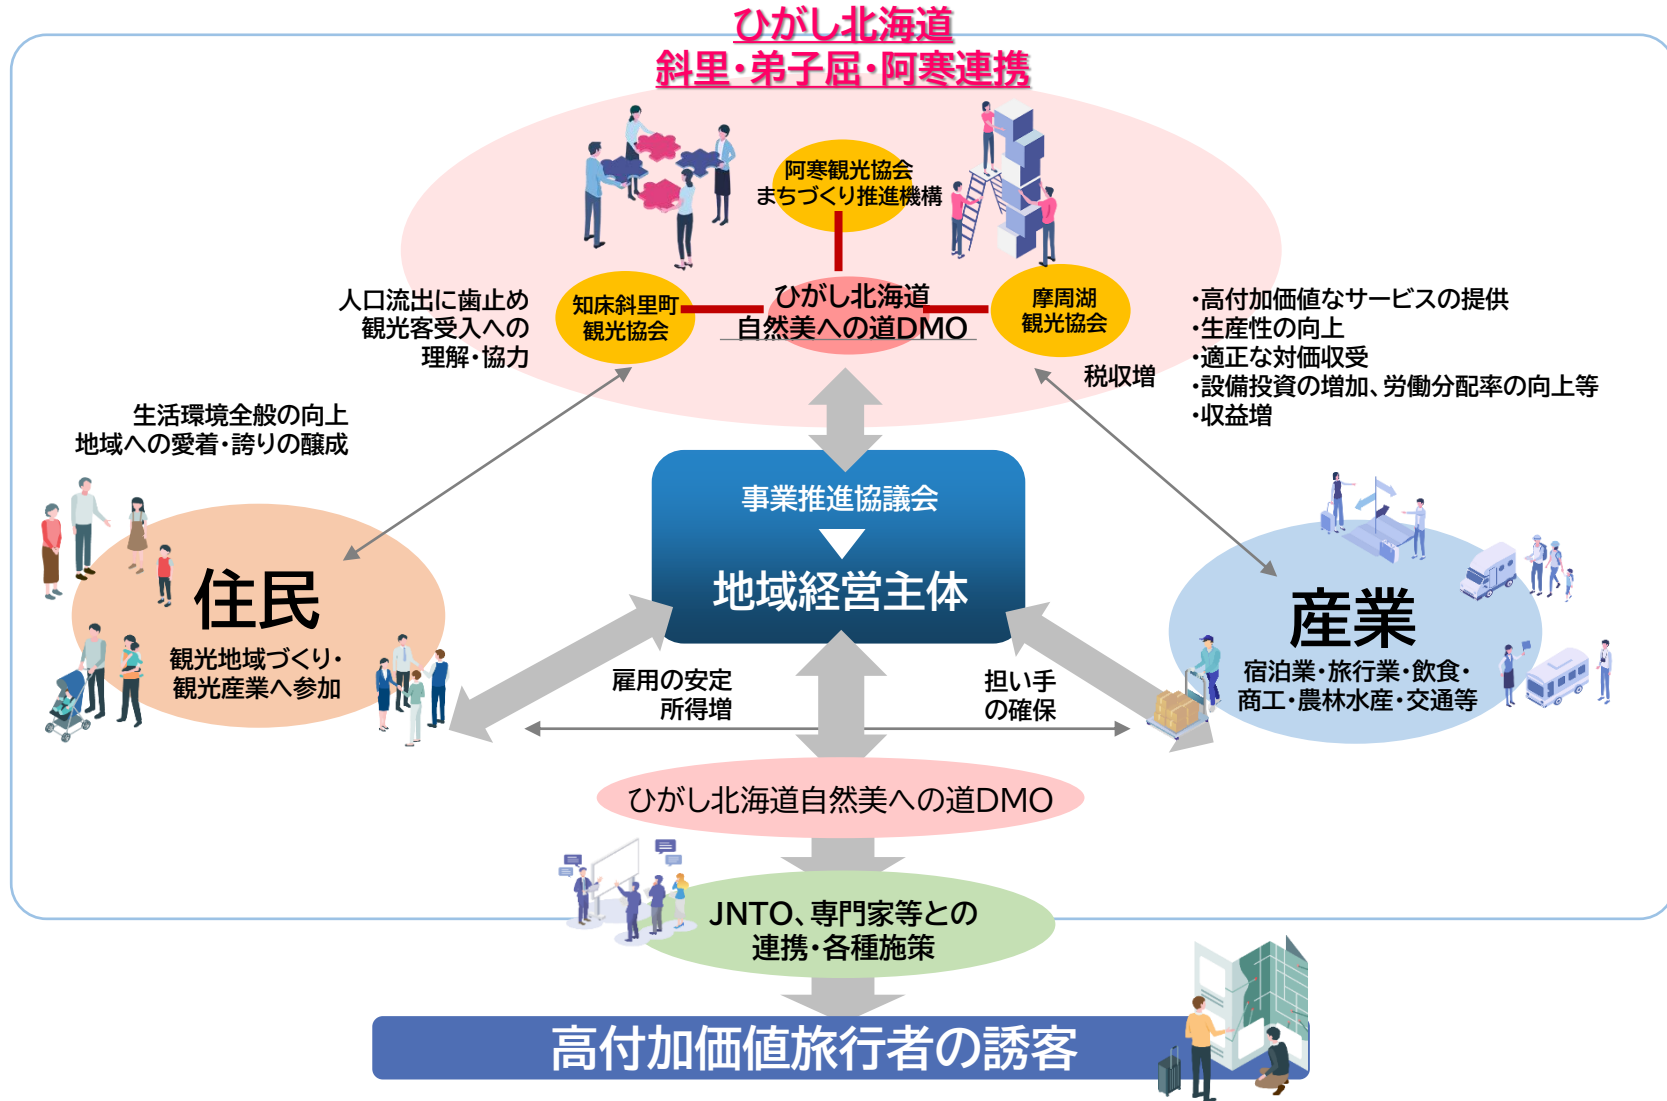 ひがし北海道
斜里・弟子屈・阿寒連携
阿寒観光協会
まちづくり推進機構
知床斜里町
観光協会
ひがし北海道
自然美への道DMO
摩周湖
観光協会
人口流出に歯止め
観光客受入への
理解・協力
税収増
・高付加価値なサービスの提供
・生産性の向上
・適正な対価収受
・設備投資の増加、労働分配率の向上等
・収益増
生活環境全般の向上
地域への愛着・誇りの醸成
事業推進協議会
地域経営主体
住民
観光地域づくり・
観光産業へ参加
産業
宿泊業・旅行業・飲食・
商工・農林水産・交通等
雇用の安定
所得増
担い手
の確保
ひがし北海道自然美への道DMO
JNTO、専門家等との
連携・各種施策
高付加価値旅行者の誘客